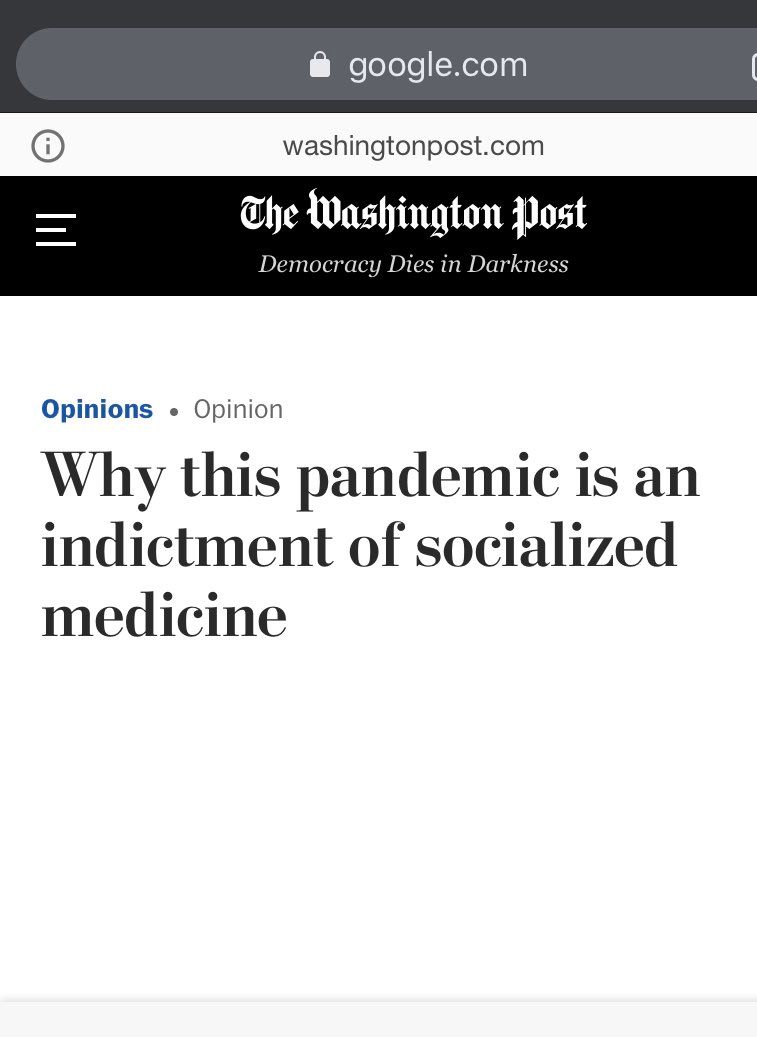 google.com
washingtonpost.com
The Washington Post
Democracy Dies in Darkness
Opinions • Opinion
Why this pandemic is an
indictment of socialized
medicine